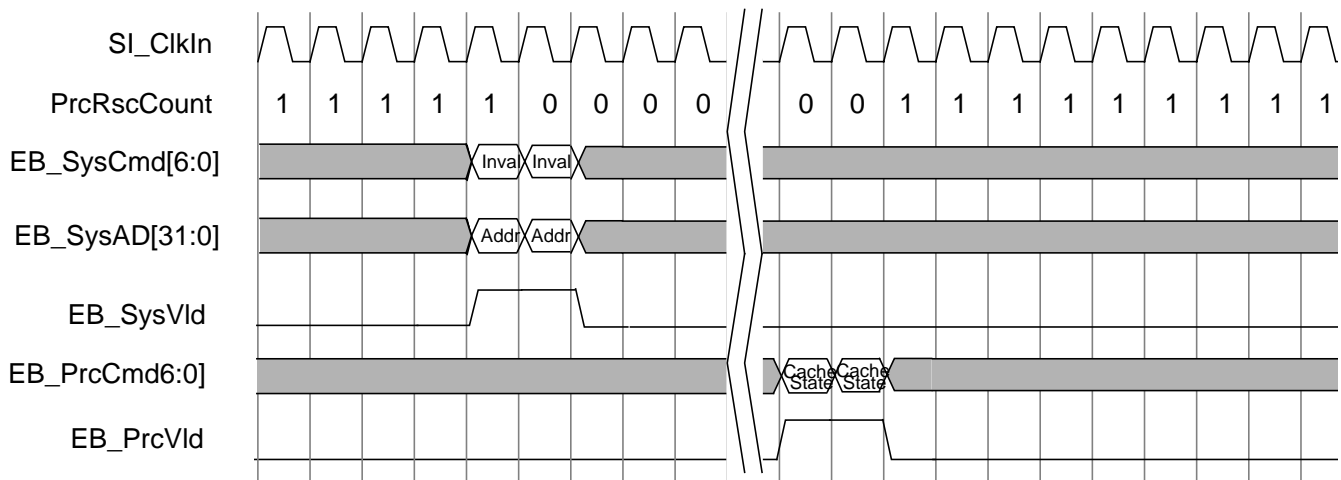 SI_ClkIn
PrcRscCount 1 1 1 1 1 0 0 0 0 0 0 1 1 1 1 1 1 1 1 1
EB_SysCmd[6:0] Inval Inval
EB_SysAD[31:0] Addr Addr
EB_SysVld
EB_PrcCmd6:0] Cache State Cache State
EB_PrcVld